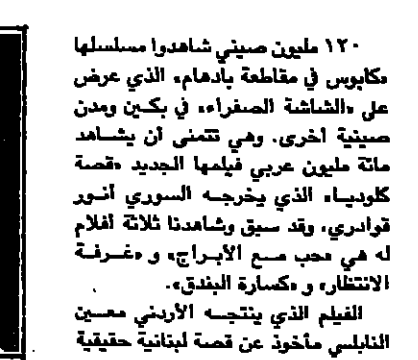 ١٢٠ مليون صيني شاهدوا مسلسلها
«كابوس في مقاطعة بادهام» الذي عرض
على «الشاشة الصفراء» في بكين ومدن
صينية أخرى. وهي تتمنى أن يشاهد
مائة مليون عربي فيلمها الجديد «قصة
كلوديا» الذي يخرجه السوري أنور
قوادري، وقد سبق وشاهدنا ثلاثة أفلام
له هي «حب مع الأبراج» و «غرفة
الانتظار» و «كسارة البندق».
الفيلم الذي ينتجه الأردني معين
النابلسي مأخوذ عن قصة لبنانية حقيقية